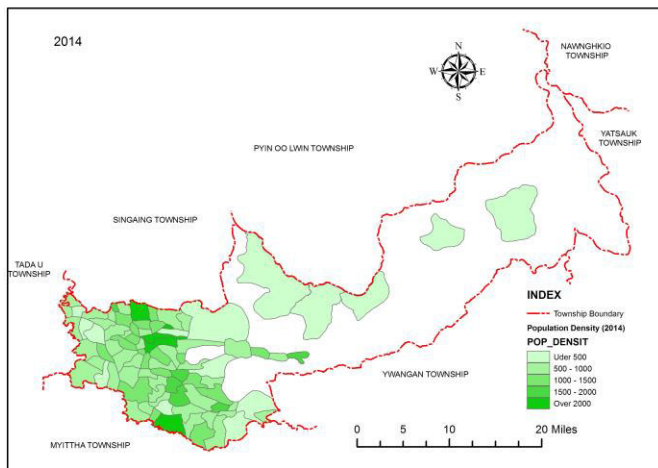 2014
NAWNGHKIO
TOWNSHIP
N
W E
S
YATSAUK
TOWNSHIP
PYIN OO LWIN TOWNSHIP
SINGAING TOWNSHIP
TADA U
TOWNSHIP
INDEX
Township Boundary
Population Density (2014)
POP_DENSIT
Uder 500
500 - 1000
1000 - 1500
1500 - 2000
Over 2000
YWANGAN TOWNSHIP
MYITTHA TOWNSHIP
0 5 10 20 Miles